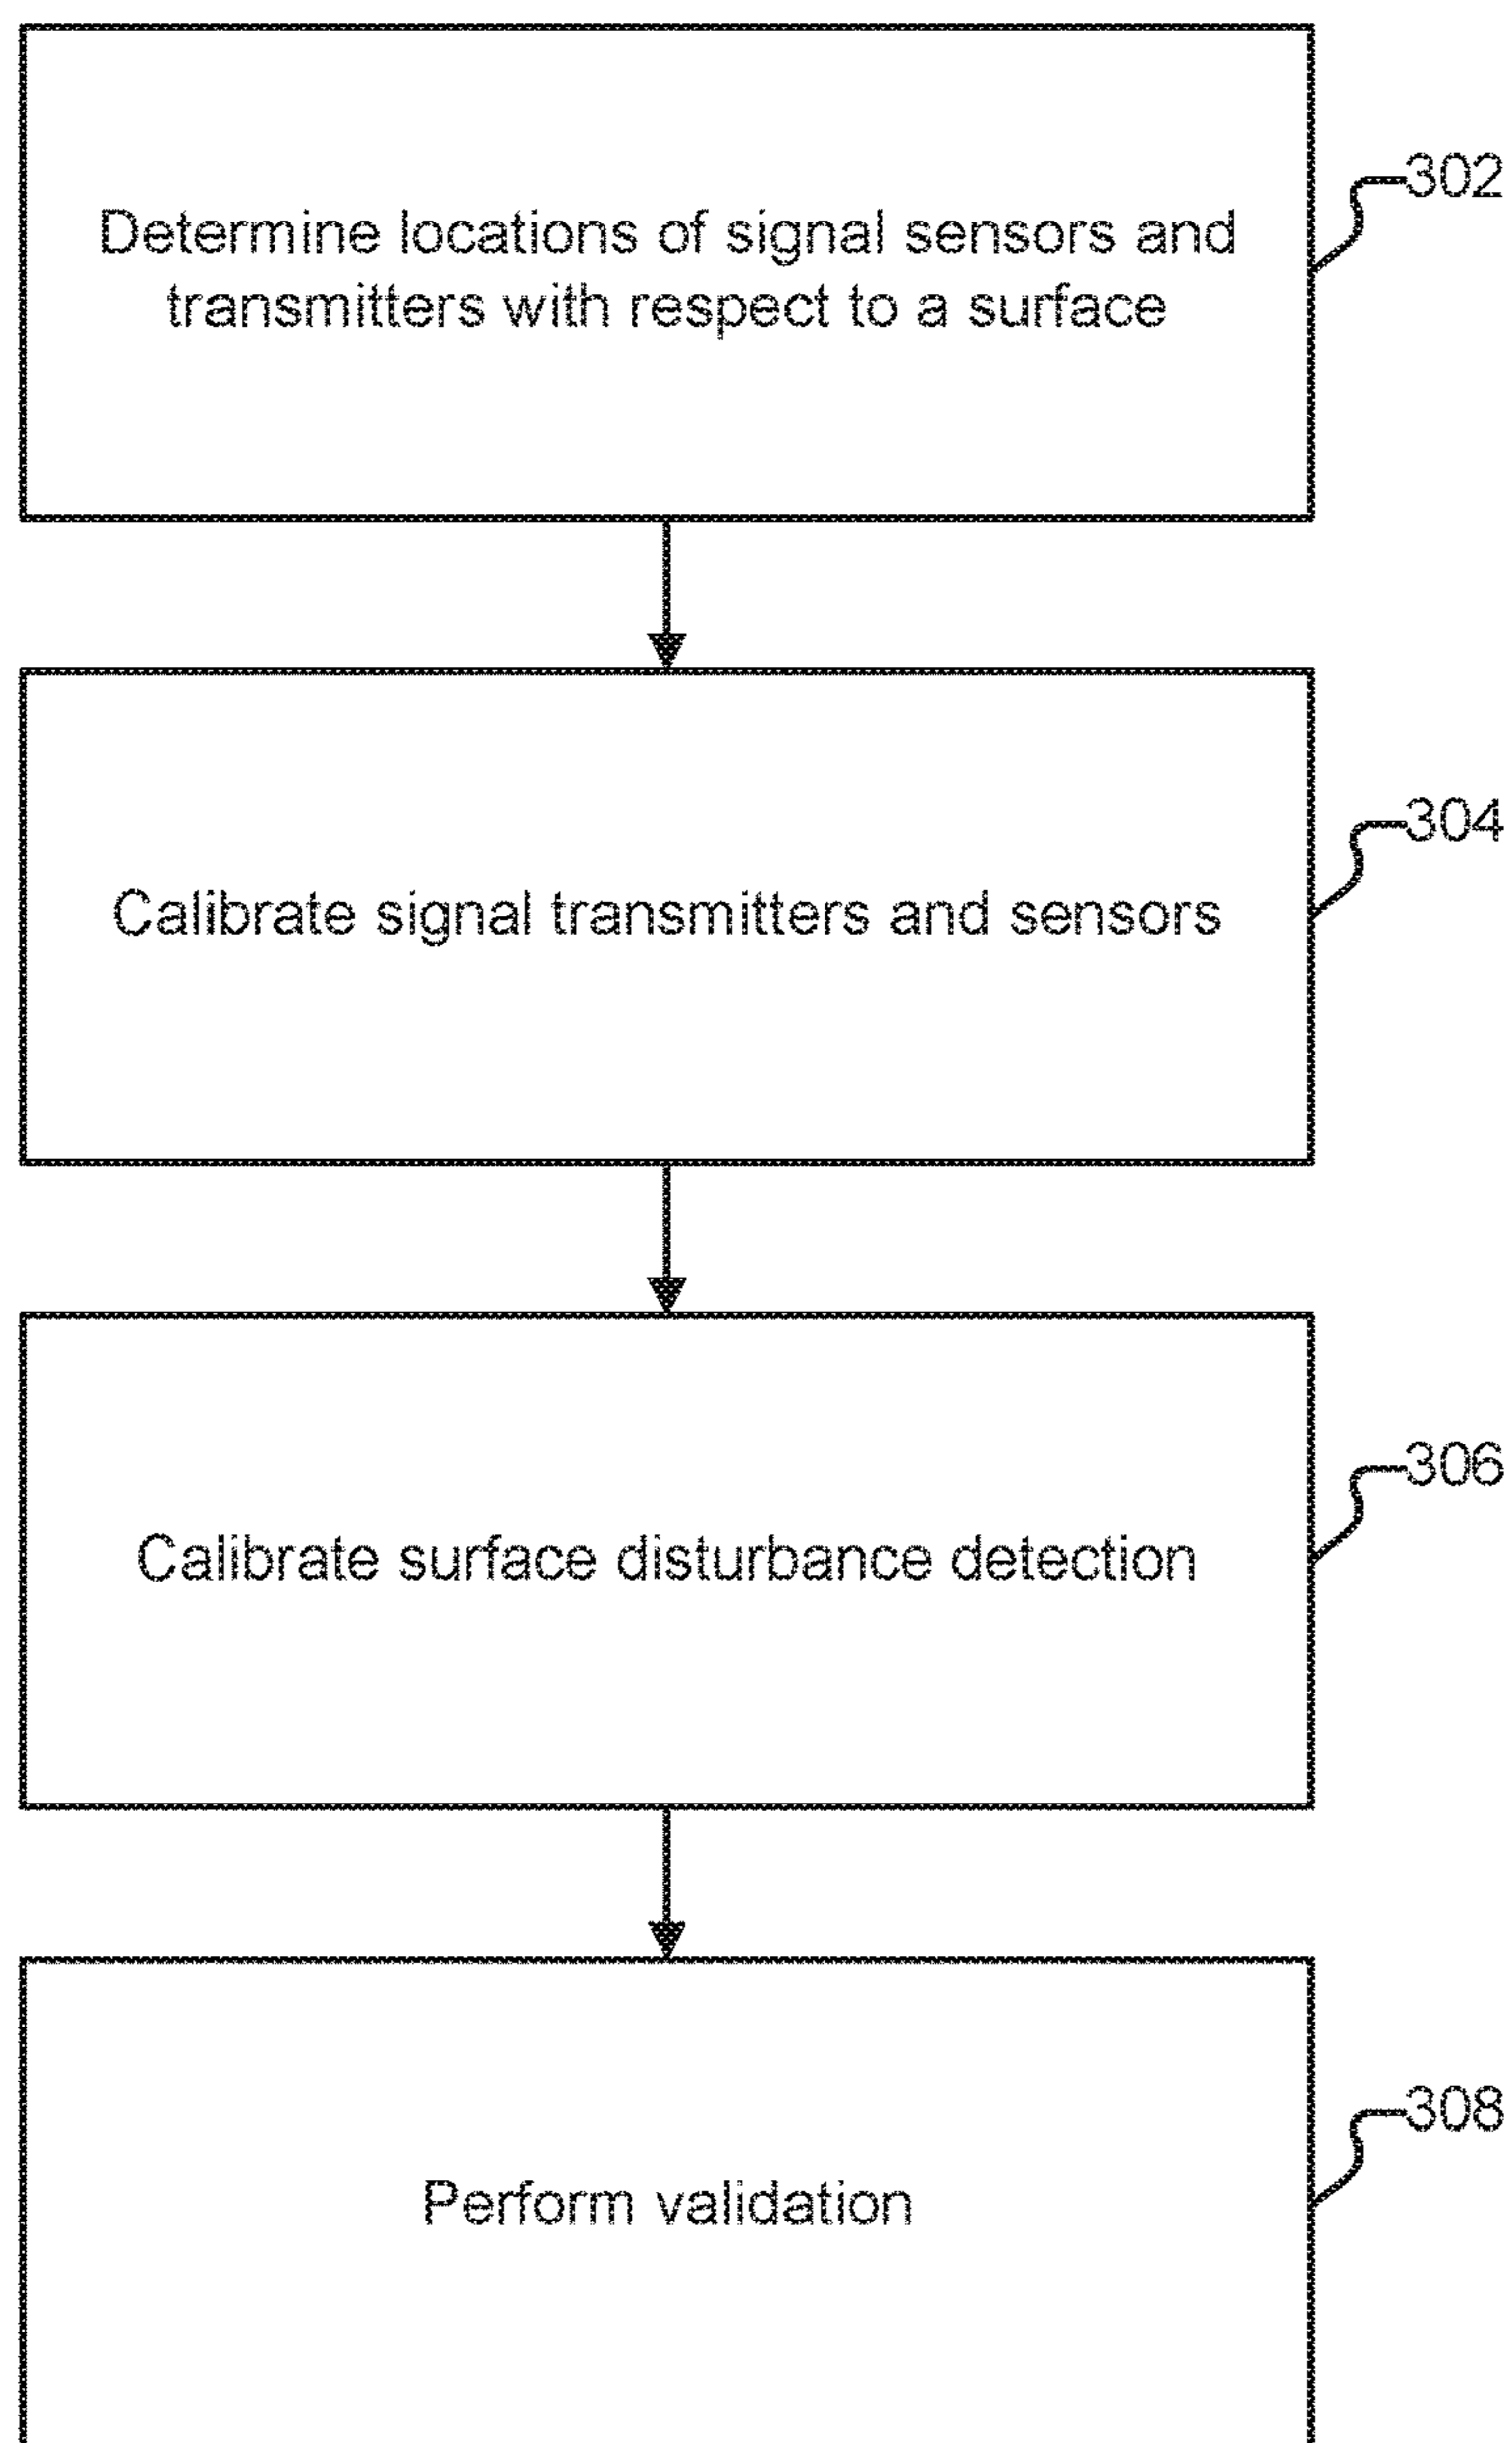 302
Determine locations of signal sensors and
transmitters with respect to a surface
304
Calibrate signal transmitters and sensors
306
Calibrate surface disturbance detection
308
Perform validation